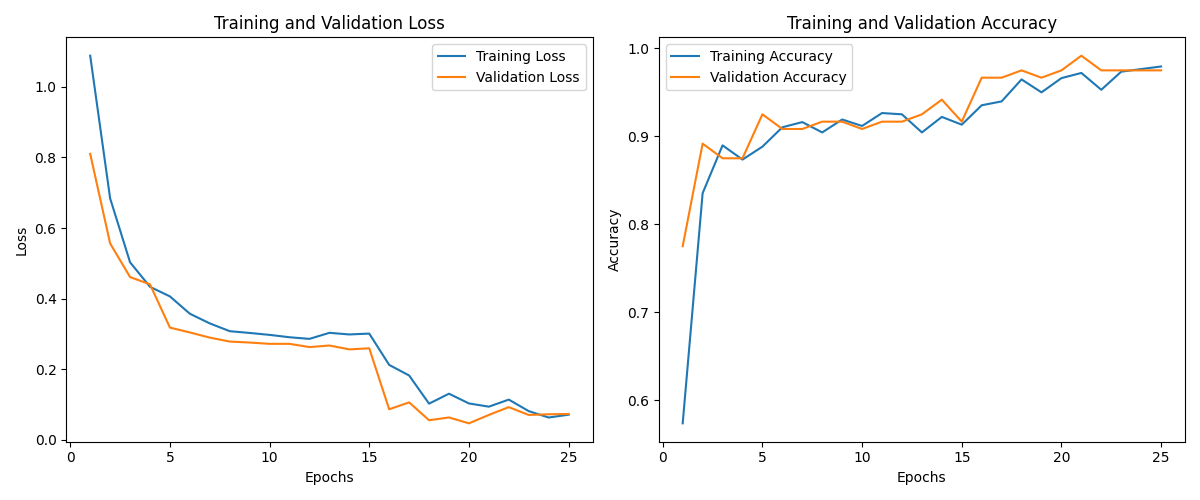 Training and Validation Loss
Training Loss
Validation Loss
1.0
0.8
0.6
0.4
0.2
0.0
Loss
0
5
10
15
20
25
Epochs
Training and Validation Accuracy
Training Accuracy
Validation Accuracy
1.0
0.9
0.8
0.7
0.6
Accuracy
0
5
10
15
20
25
Epochs